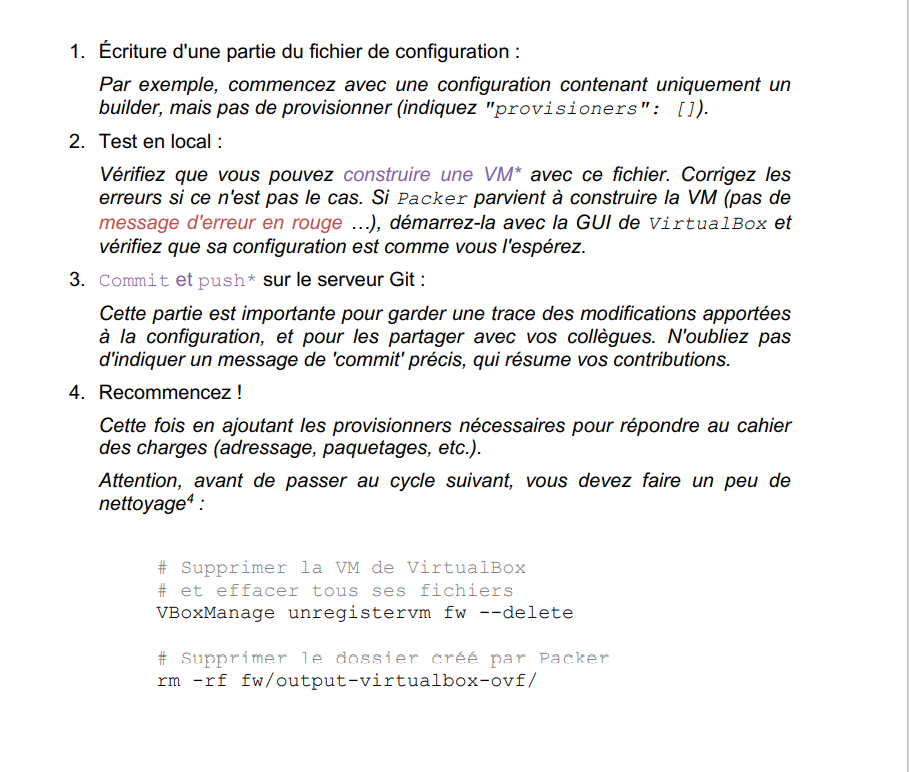 1. Écriture d'une partie du fichier de configuration :
Par exemple, commencez avec une configuration contenant uniquement un
builder, mais pas de provisionner (indiquez "provisioners": []).
2. Test en local :
Vérifiez que vous pouvez construire une VM* avec ce fichier. Corrigez les
erreurs si ce n'est pas le cas. Si Packer parvient à construire la VM (pas de
message d'erreur en rouge ...), démarrez-la avec la GUI de VirtualBox et
vérifiez que sa configuration est comme vous l'espérez.
3. Commit et push* sur le serveur Git :
Cette partie est importante pour garder une trace des modifications apportées
à la configuration, et pour les partager avec vos collègues. N'oubliez pas
d'indiquer un message de 'commit' précis, qui résume vos contributions.
4. Recommencez !
Cette fois en ajoutant les provisionners nécessaires pour répondre au cahier
des charges (adressage, paquetages, etc.).
Attention, avant de passer au cycle suivant, vous devez faire un peu de
nettoyage⁴ :
# Supprimer la VM de VirtualBox
# et effacer tous ses fichiers
VBoxManage unregistervm fw --delete
# Supprimer le dossier créé par Packer
rm -rf fw/output-virtualbox-ovf/